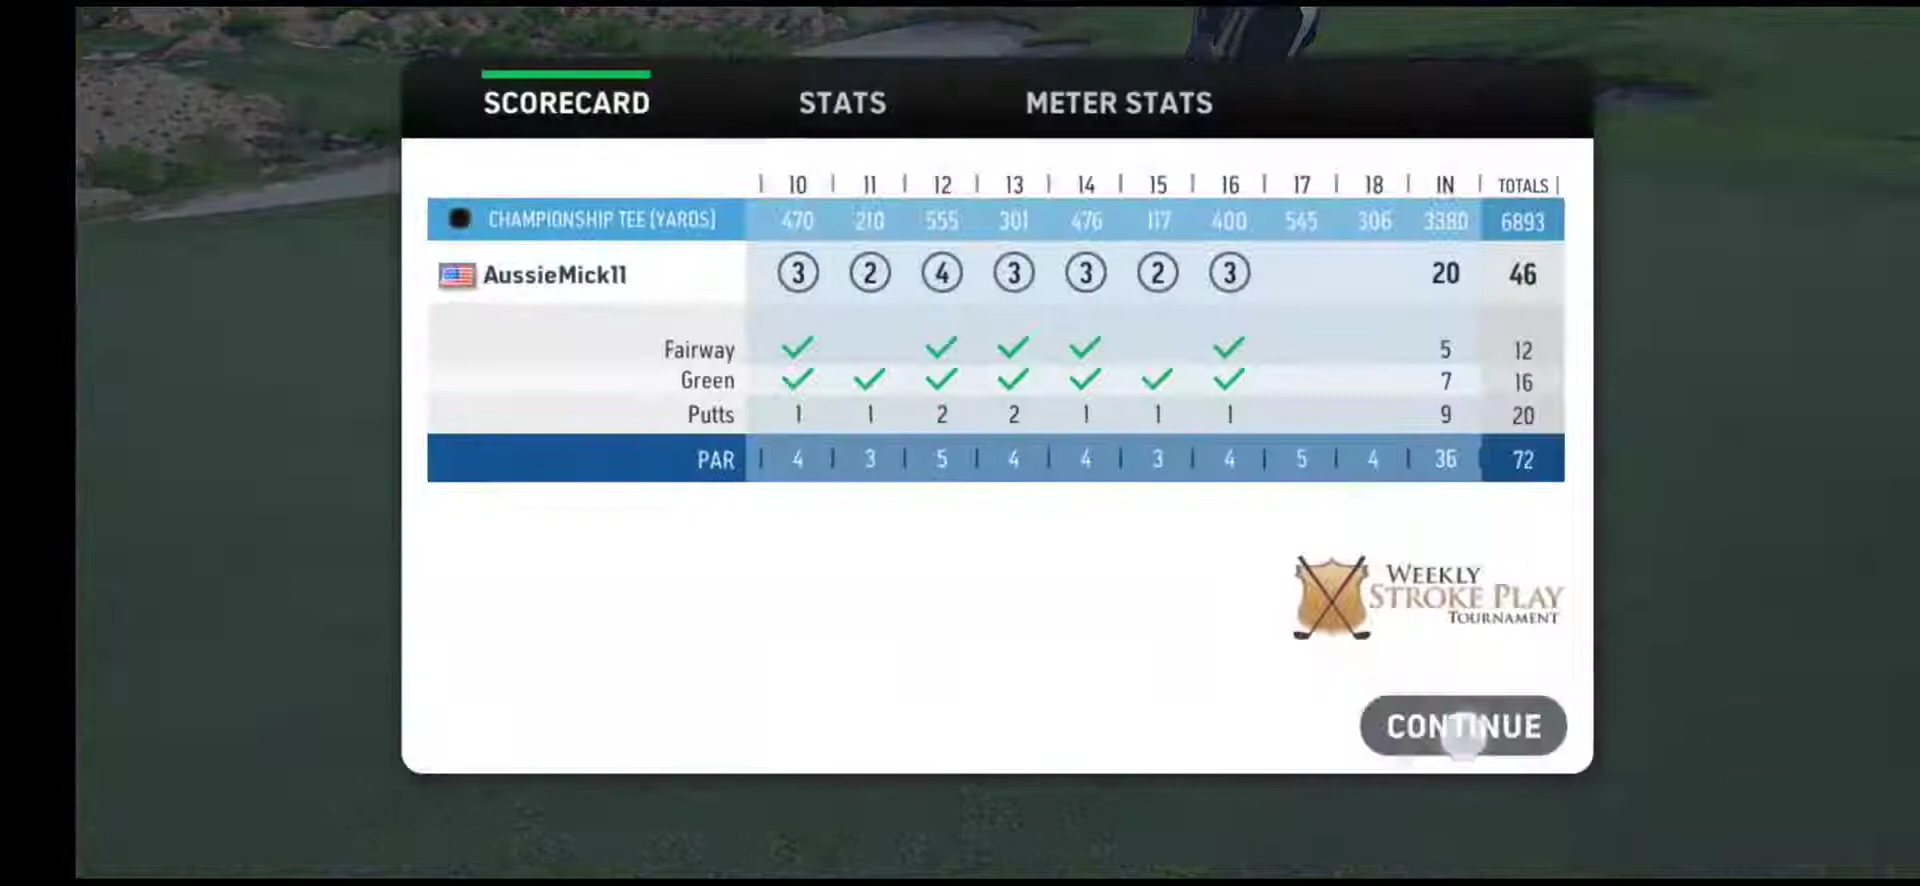 SCORECARD STATS METER STATS
10 11 12 13 14 15 16 17 18 IN TOTALS
CHAMPIONSHIP TEE (YARDS) 470 210 555 301 476 117 400 545 306 3380 6893
AussieMick11 3 2 4 3 3 2 3 20 46
Fairway 5 12
Green 7 16
Putts 1 1 2 2 1 1 1 9 20
PAR 4 3 5 4 4 3 4 5 4 36 72
WEEKLY
STROKE PLAY
TOURNAMENT
CONTINUE